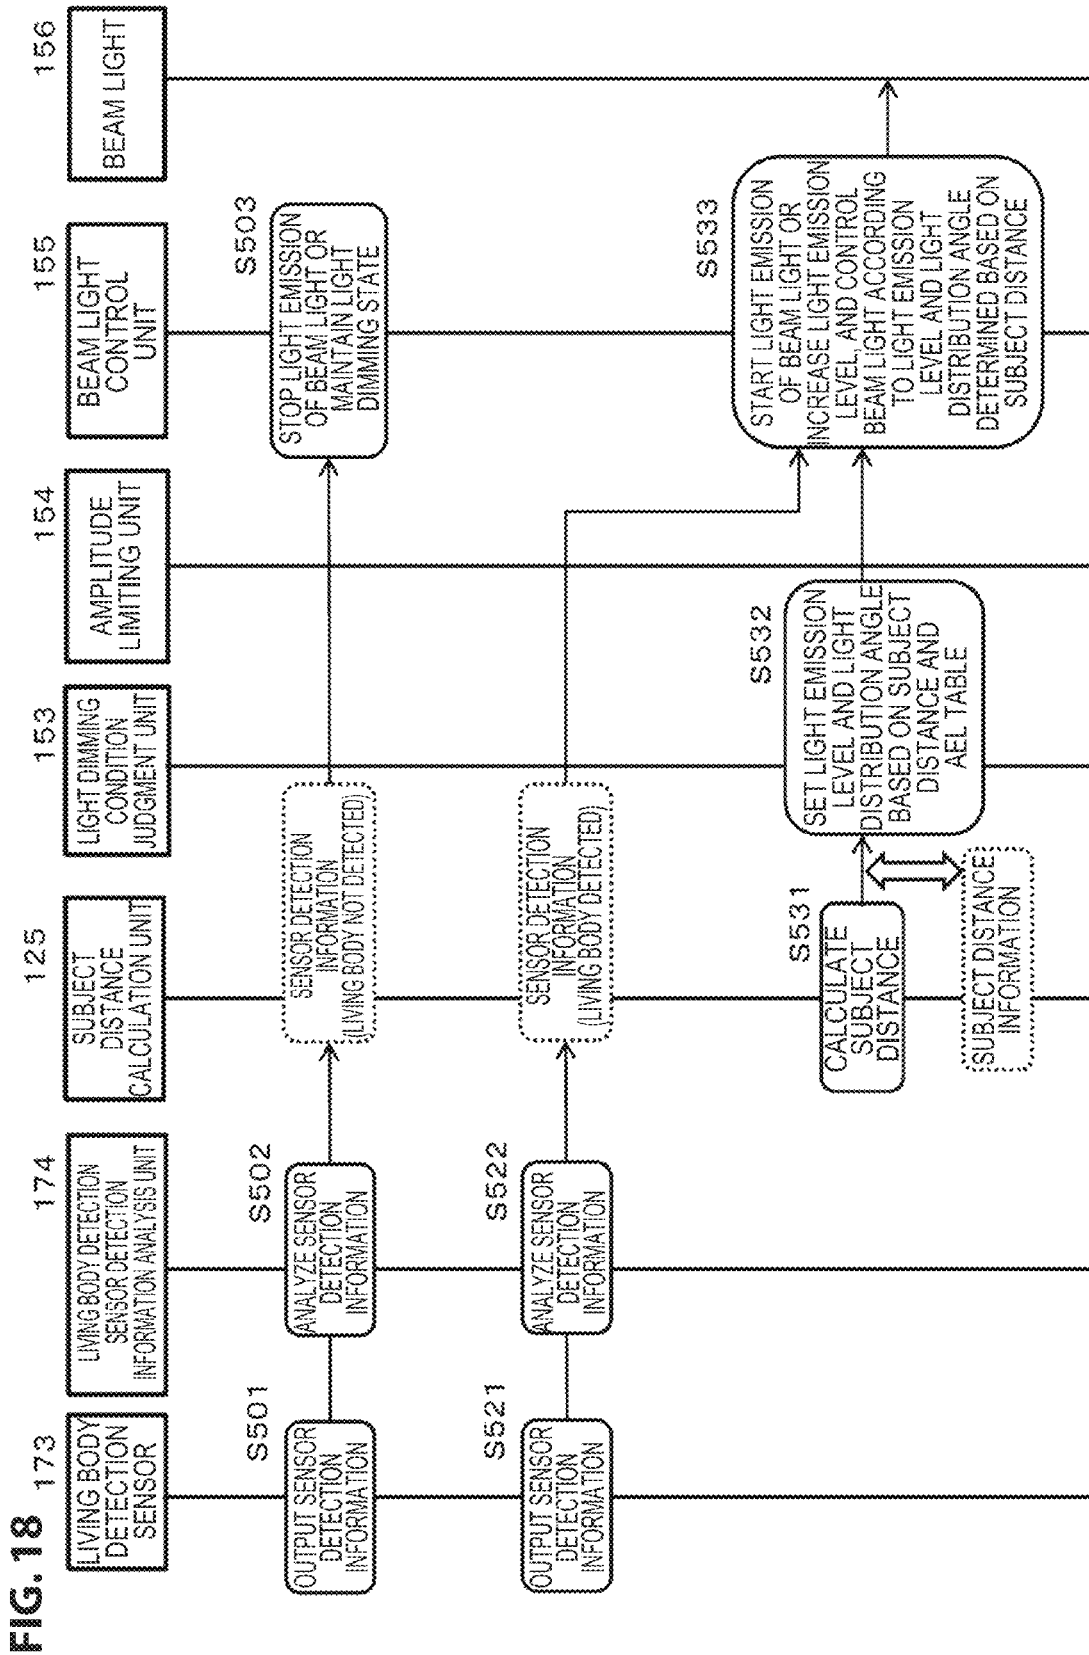 FIG. 18
173
LIVING BODY
DETECTION
SENSOR
174
LIVING BODY DETECTION
SENSOR DETECTION
INFORMATION ANALYSIS UNIT
125
SUBJECT
DISTANCE
CALCULATION UNIT
153
LIGHT DIMMING
CONDITION
JUDGMENT UNIT
154
AMPLITUDE
LIMITING UNIT
155
BEAM LIGHT
CONTROL
UNIT
156
BEAM LIGHT
S501
OUTPUT SENSOR
DETECTION
INFORMATION
S502
ANALYZE SENSOR
DETECTION
INFORMATION
SENSOR DETECTION
INFORMATION
(LIVING BODY NOT DETECTED)
S503
STOP LIGHT EMISSION
OF BEAM LIGHT OR
MAINTAIN LIGHT
DIMMING STATE
S521
OUTPUT SENSOR
DETECTION
INFORMATION
S522
ANALYZE SENSOR
DETECTION
INFORMATION
SENSOR DETECTION
INFORMATION
(LIVING BODY DETECTED)
S531
CALCULATE
SUBJECT
DISTANCE
SUBJECT DISTANCE
INFORMATION
S532
SET LIGHT EMISSION
LEVEL AND LIGHT
DISTRIBUTION ANGLE
BASED ON SUBJECT
DISTANCE AND
AEL TABLE
S533
START LIGHT EMISSION
OF BEAM LIGHT OR
INCREASE LIGHT EMISSION
LEVEL, AND CONTROL
BEAM LIGHT ACCORDING
TO LIGHT EMISSION
LEVEL AND LIGHT
DISTRIBUTION ANGLE
DETERMINED BASED ON
SUBJECT DISTANCE